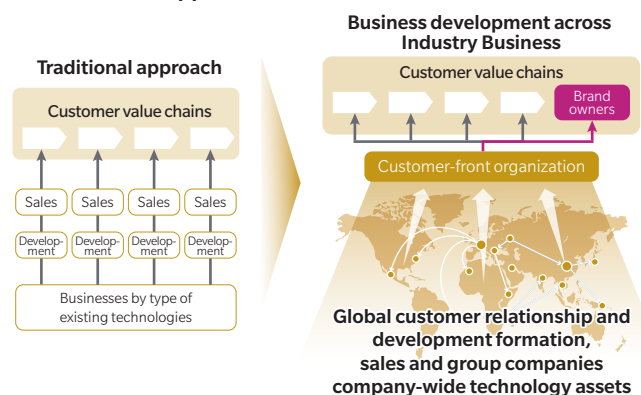 Traditional approach
Customer value chains
Sales
Sales
Sales
Sales
Develop-
ment
Develop-
ment
Develop-
ment
Develop-
ment
Businesses by type of
existing technologies
Business development across
Industry Business
Customer value chains
Brand
owners
Customer-front organization
Global customer relationship and
development formation,
sales and group companies
company-wide technology assets